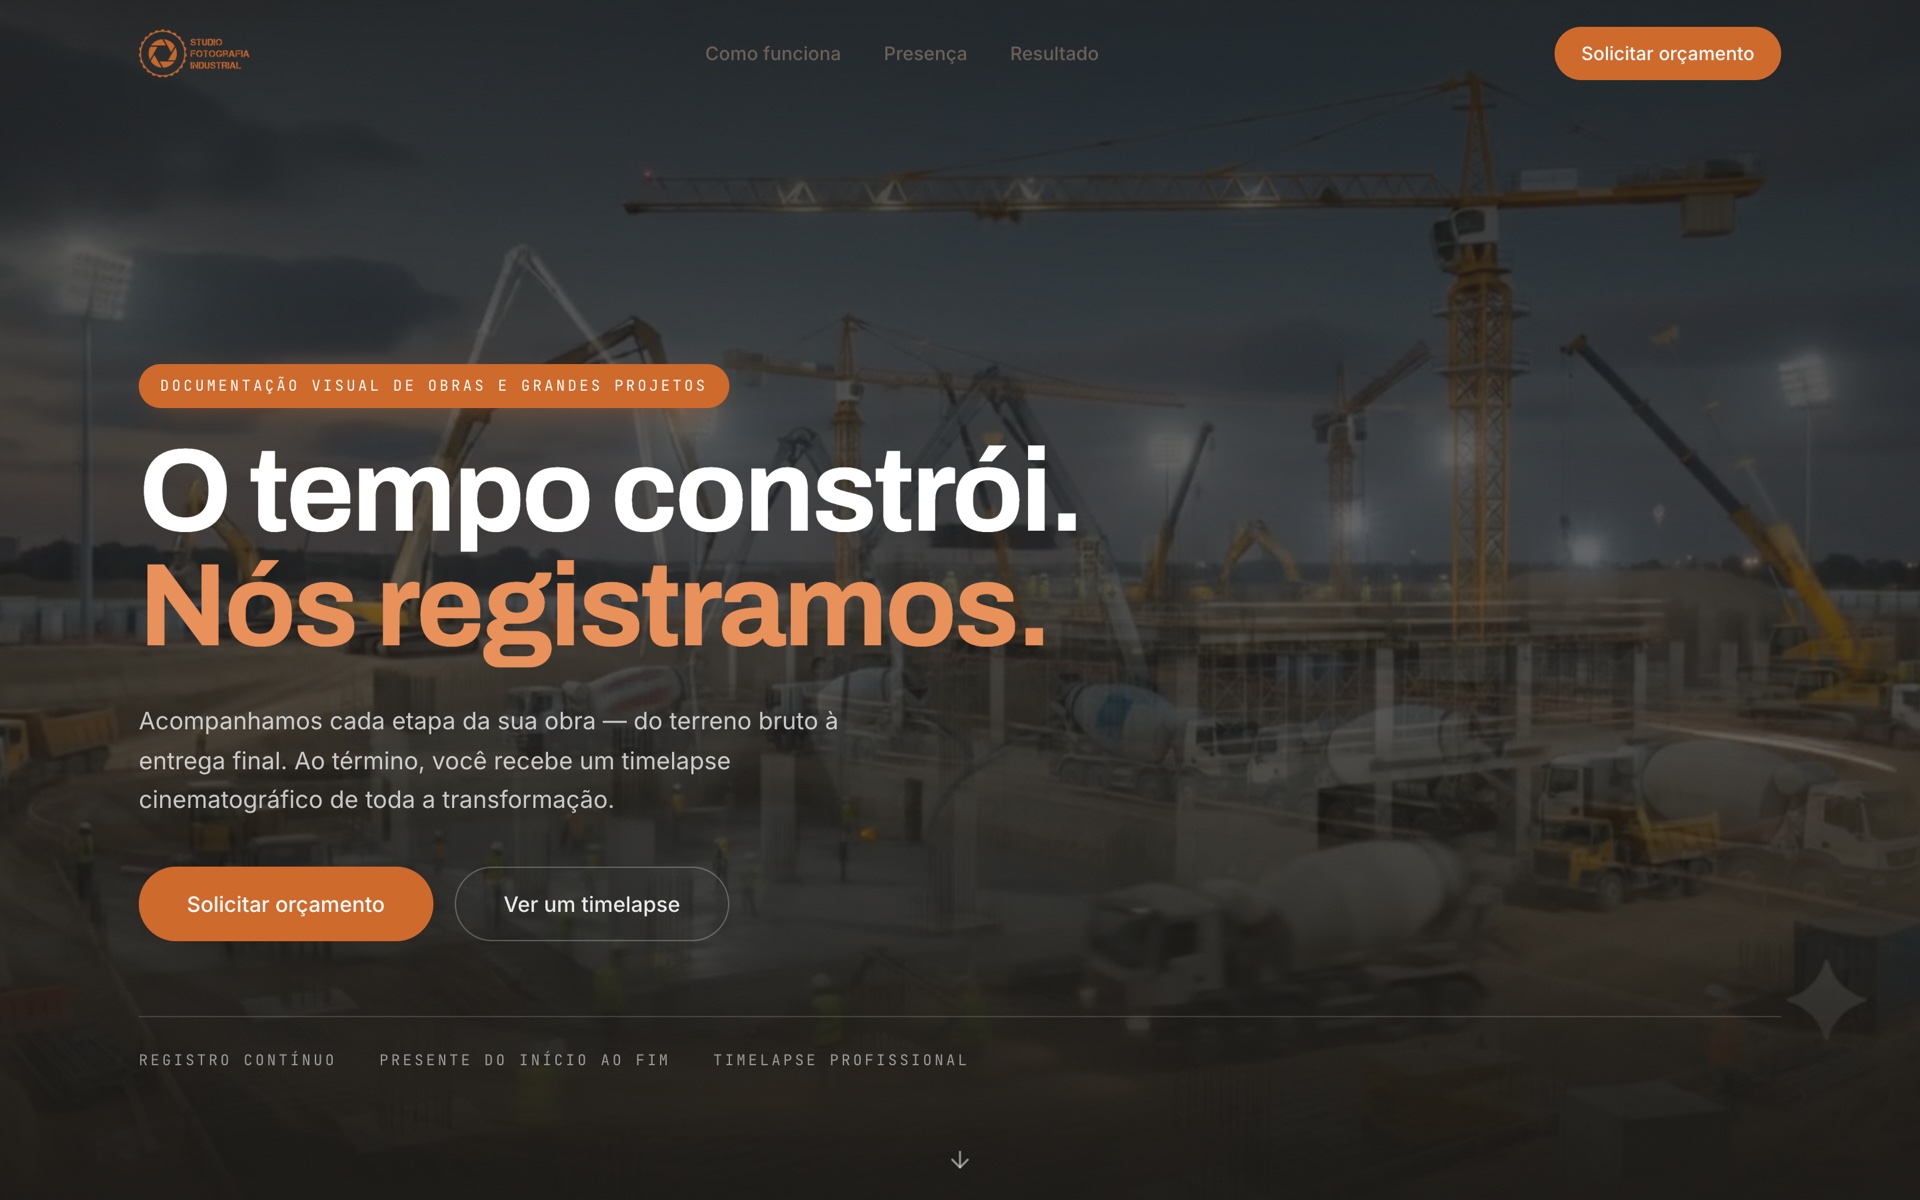 STUDIO
FOTOGRAFIA
INDUSTRIAL
Como funciona
Presença
Resultado
Solicitar orçamento
DOCUMENTAÇÃO VISUAL DE OBRAS E GRANDES PROJETOS
O tempo constrói.
Nós registramos.
Acompanhamos cada etapa da sua obra — do terreno bruto à
entrega final. Ao término, você recebe um timelapse
cinematográfico de toda a transformação.
Solicitar orçamento
Ver um timelapse
REGISTRO CONTÍNUO
PRESENTE DO INÍCIO AO FIM
TIMELAPSE PROFISSIONAL